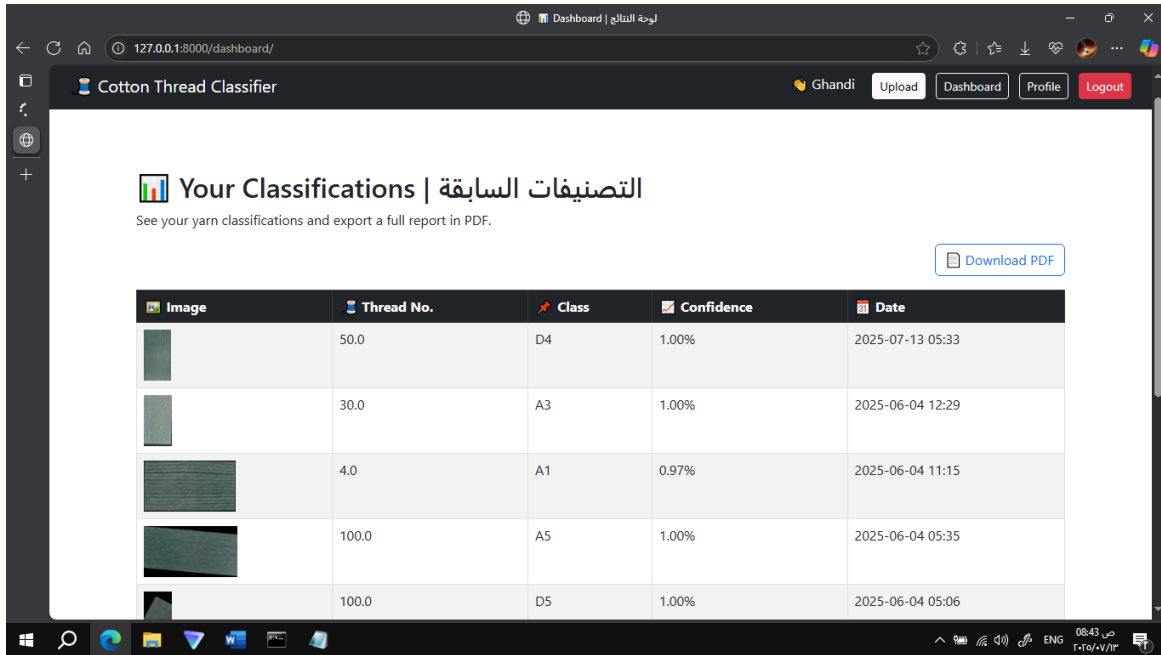 لوحة النتائج | Dashboard
127.0.0.1:8000/dashboard/
Cotton Thread Classifier
Ghandi
Upload
Dashboard
Profile
Logout
Your Classifications | التصنيفات السابقة
See your yarn classifications and export a full report in PDF.
Download PDF
Image Thread No. Class Confidence Date
50.0 D4 1.00% 2025-07-13 05:33
30.0 A3 1.00% 2025-06-04 12:29
4.0 A1 0.97% 2025-06-04 11:15
100.0 A5 1.00% 2025-06-04 05:35
100.0 D5 1.00% 2025-06-04 05:06
ENG
08:43 ص
٢٠٢٥/٠٧/١٣